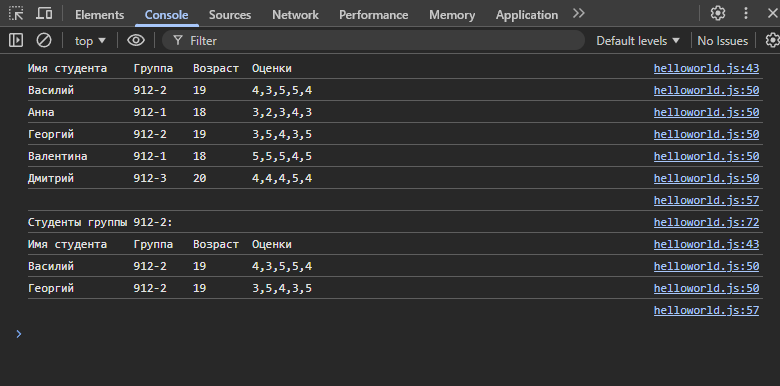 Elements Console Sources Network Performance Memory Application
top Filter Default levels No Issues
Имя студента Группа Возраст Оценки helloworld.js:43
Василий 912-2 19 4,3,5,5,4 helloworld.js:50
Анна 912-1 18 3,2,3,4,3 helloworld.js:50
Георгий 912-2 19 3,5,4,3,5 helloworld.js:50
Валентина 912-1 18 5,5,5,4,5 helloworld.js:50
Дмитрий 912-3 20 4,4,4,5,4 helloworld.js:50
helloworld.js:57
Студенты группы 912-2: helloworld.js:72
Имя студента Группа Возраст Оценки helloworld.js:43
Василий 912-2 19 4,3,5,5,4 helloworld.js:50
Георгий 912-2 19 3,5,4,3,5 helloworld.js:50
helloworld.js:57